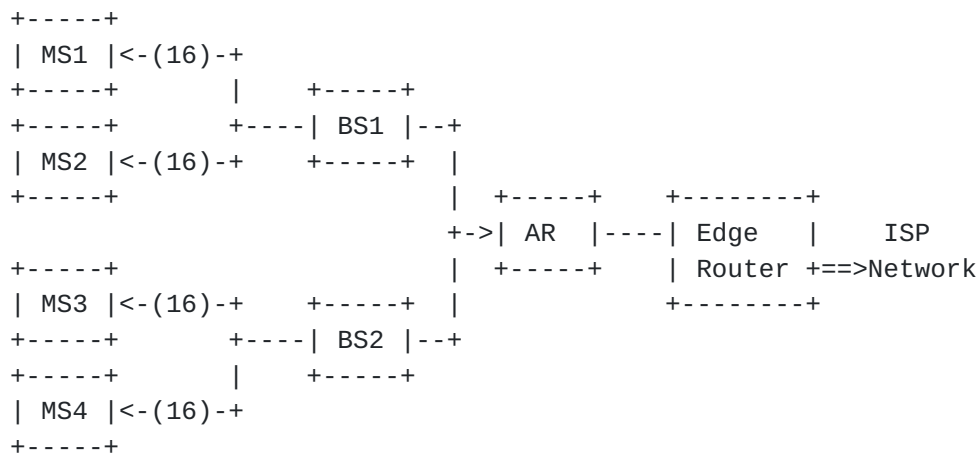 +-----+
| MS1 |<-(16)-+
+-----+       |    +-----+
+-----+       +----| BS1 |--+
| MS2 |<-(16)-+    +-----+  |
+-----+                     |  +-----+    +--------+
                            +->| AR  |----| Edge   |    ISP
+-----+                     |  +-----+    | Router +==>Network
| MS3 |<-(16)-+    +-----+  |             +--------+
+-----+       +----| BS2 |--+
+-----+       |    +-----+
| MS4 |<-(16)-+
+-----+